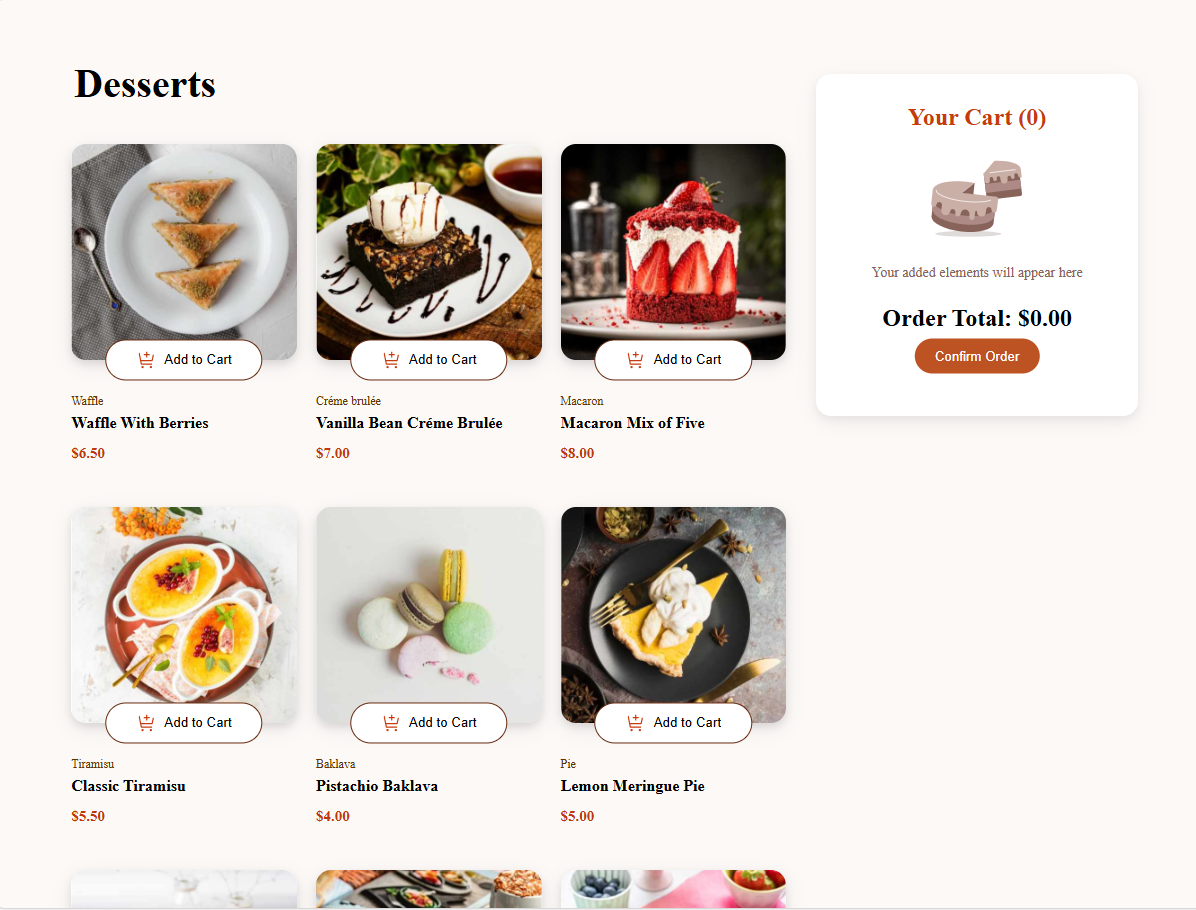 Desserts
Your Cart (0)
Your added elements will appear here
Order Total: $0.00
Confirm Order
Add to Cart
Add to Cart
Add to Cart
Waffle
Créme brulée
Macaron
Waffle With Berries
Vanilla Bean Créme Brulée
Macaron Mix of Five
$6.50
$7.00
$8.00
Add to Cart
Add to Cart
Add to Cart
Tiramisu
Baklava
Pie
Classic Tiramisu
Pistachio Baklava
Lemon Meringue Pie
$5.50
$4.00
$5.00